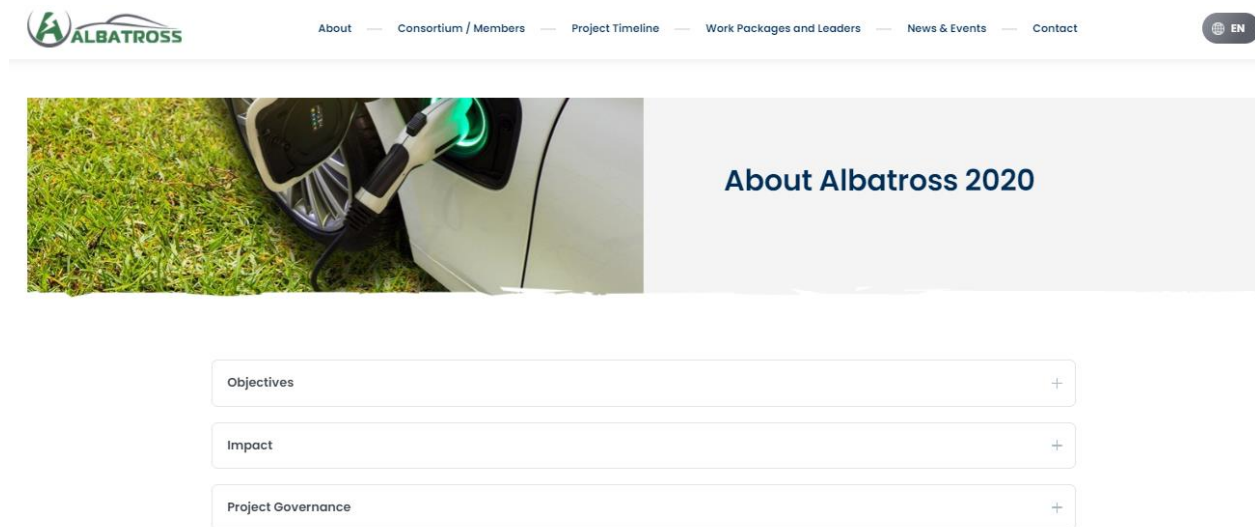 ALBATROSS
About
Consortium / Members
Project Timeline
Work Packages and Leaders
News & Events
Contact
EN
About Albatross 2020
Objectives
Impact
Project Governance